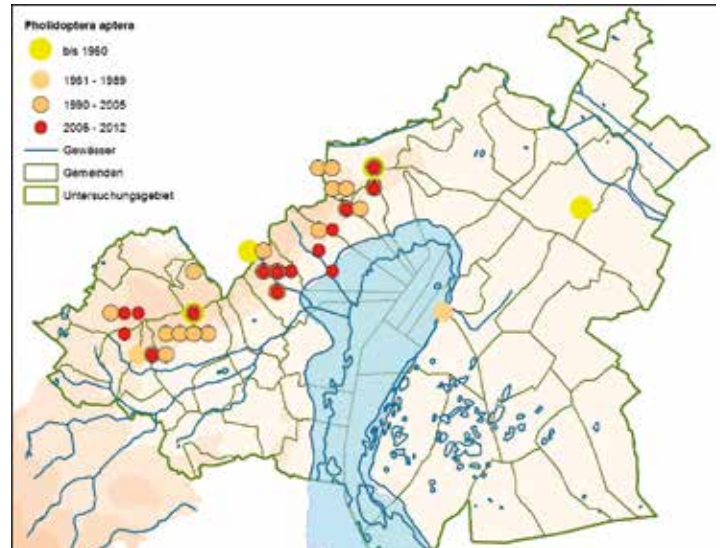 Pholidoptera aptera
bis 1960
1961 - 1989
1990 - 2005
2006 - 2012
Gewässer
Gemeinden
Untersuchungsgebiet